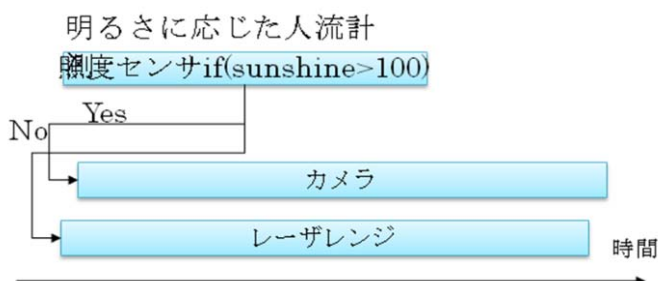 明るさに応じた人流計
測
照度センサif(sunshine>100)
Yes
No
カメラ
レーザレンジ
時間